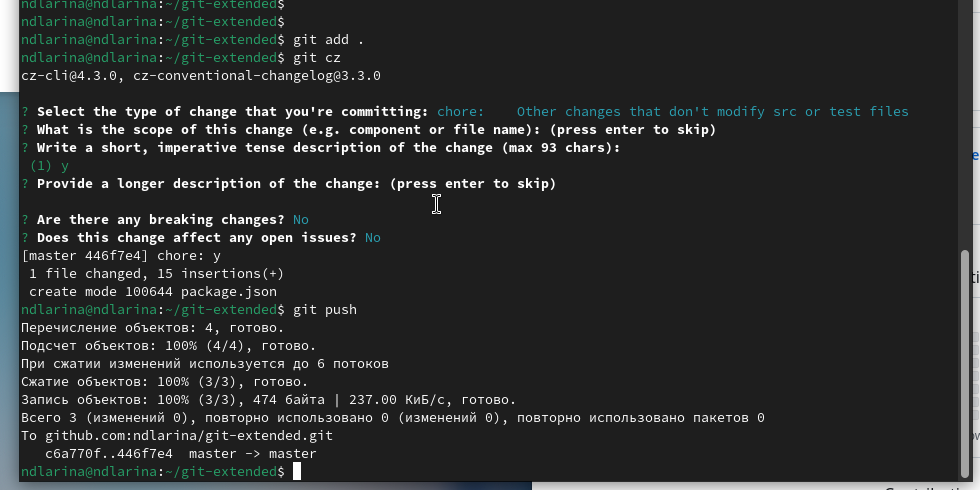 ndlarina@ndlarina:~/git-extended$
ndlarina@ndlarina:~/git-extended$
ndlarina@ndlarina:~/git-extended$ git add .
ndlarina@ndlarina:~/git-extended$ git cz
cz-cli@4.3.0, cz-conventional-changelog@3.3.0
? Select the type of change that you're committing: chore:    Other changes that don't modify src or test files
? What is the scope of this change (e.g. component or file name): (press enter to skip)
? Write a short, imperative tense description of the change (max 93 chars):
 (1) y
? Provide a longer description of the change: (press enter to skip)
? Are there any breaking changes? No
? Does this change affect any open issues? No
[master 446f7e4] chore: y
 1 file changed, 15 insertions(+)
 create mode 100644 package.json
ndlarina@ndlarina:~/git-extended$ git push
Перечисление объектов: 4, готово.
Подсчет объектов: 100% (4/4), готово.
При сжатии изменений используется до 6 потоков
Сжатие объектов: 100% (3/3), готово.
Запись объектов: 100% (3/3), 474 байта | 237.00 КиБ/с, готово.
Всего 3 (изменений 0), повторно использовано 0 (изменений 0), повторно использовано пакетов 0
To github.com:ndlarina/git-extended.git
   c6a770f..446f7e4  master -> master
ndlarina@ndlarina:~/git-extended$